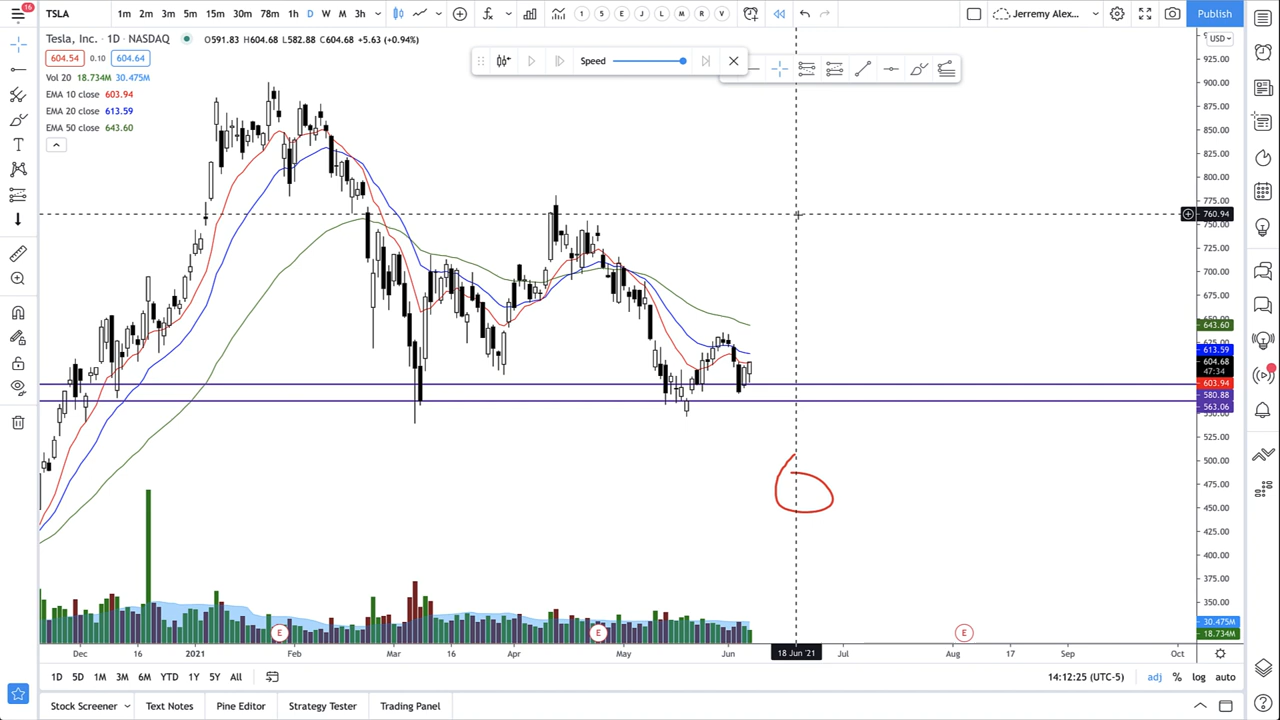 16
TSLA 1m 2m 3m 5m 15m 30m 78m 1h D W M 3h 1 5 E J L M R V Jerremy Alex... Publish
Tesla, Inc. · 1D · NASDAQ O591.83 H604.68 L582.88 C604.68 +5.63 (+0.94%) USD
604.54 0.10 604.64
Speed
Vol 20 18.734M 30.475M
EMA 10 close 603.94
EMA 20 close 613.59
EMA 50 close 643.60
925.00
900.00
875.00
850.00
825.00
800.00
775.00
760.94
750.00
725.00
700.00
675.00
643.60
613.59
604.68
47:34
603.94
580.88
563.06
525.00
500.00
475.00
450.00
425.00
400.00
375.00
350.00
30.475M
18.734M
E E E
Dec 16 2021 Feb Mar 16 Apr May Jun 18 Jun '21 Jul Aug 17 Sep Oct
1D 5D 1M 3M 6M YTD 1Y 5Y All 14:12:25 (UTC-5) adj % log auto
Stock Screener Text Notes Pine Editor Strategy Tester Trading Panel